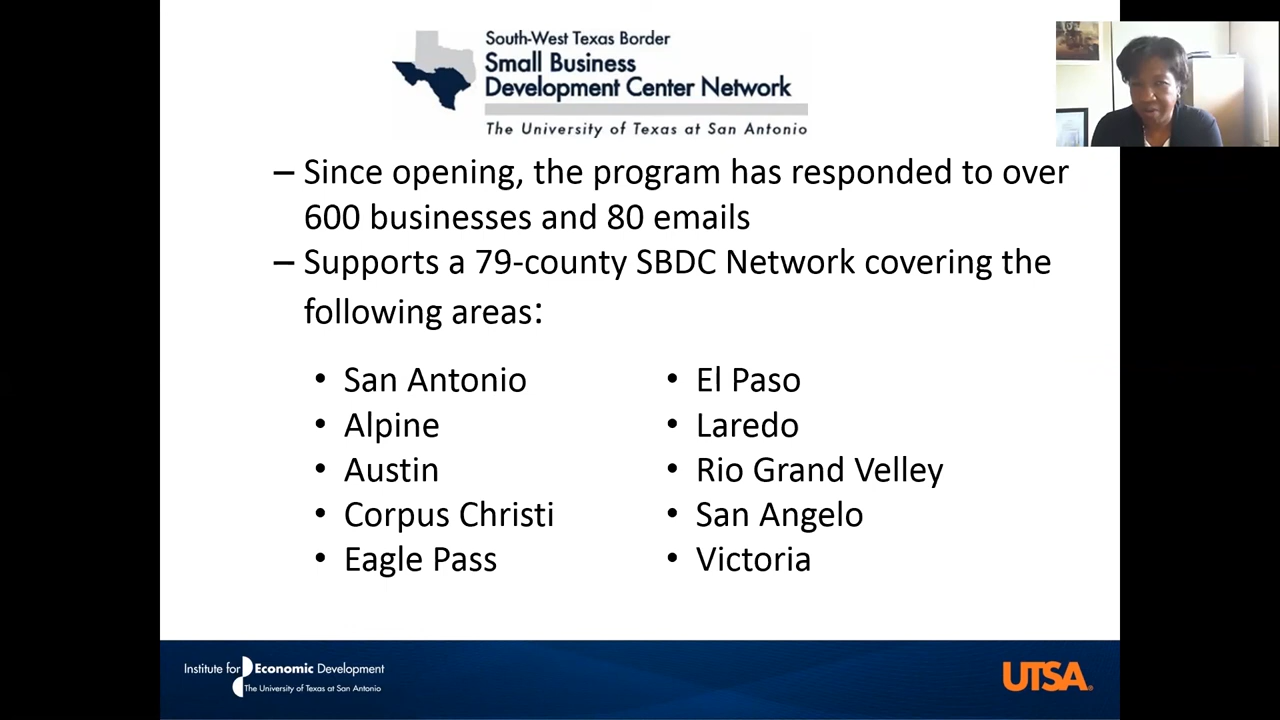 South-West Texas Border
Small Business
Development Center Network
The University of Texas at San Antonio
– Since opening, the program has responded to over
600 businesses and 80 emails
– Supports a 79-county SBDC Network covering the
following areas:
• San Antonio
• Alpine
• Austin
• Corpus Christi
• Eagle Pass
• El Paso
• Laredo
• Rio Grand Velley
• San Angelo
• Victoria
Institute for Economic Development
The University of Texas at San Antonio
UTSA